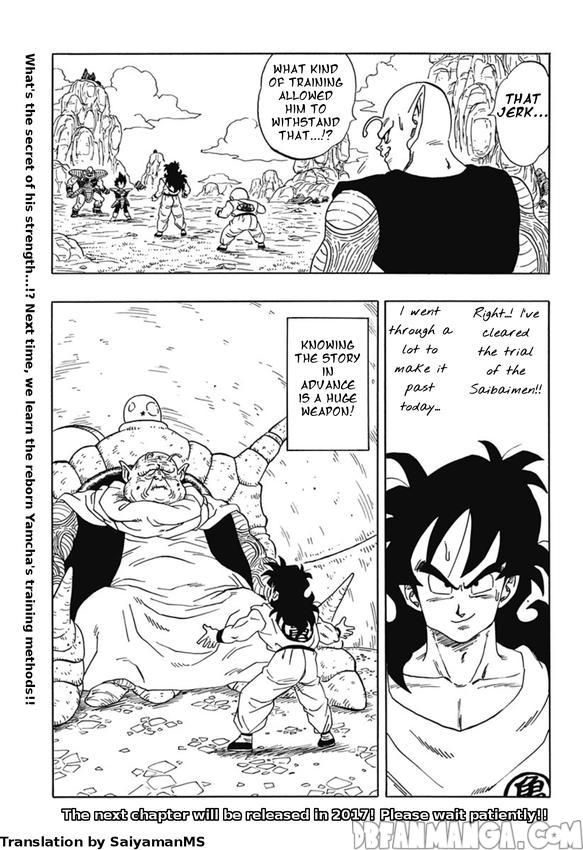 THAT
JERK...
WHAT KIND
OF TRAINING
ALLOWED
HIM TO
WITHSTAND
THAT....!?
Right..! I've
cleared
the trial
of the
Saibaimen!!
I went
through a
lot to
make it
past
today...
KNOWING
THE STORY
IN
ADVANCE
IS A HUGE
WEAPON!
亀
What's the secret of his strength....!? Next time, we learn the reborn Yamcha's training methods!!
The next chapter will be released in 2017! Please wait patiently!!
DBFANMANGA.COM
Translation by SaiyamanMS